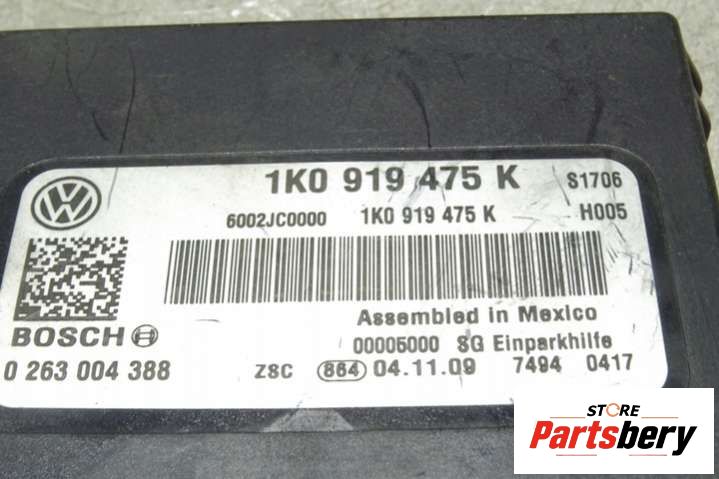 1K0 919 475 K S1706
6002JC0000 1K0 919 475 K H005
Assembled in Mexico
BOSCH 00005000 SG Einparkhilfe
0 263 004 388 ZSC 864 04.11.09 7494 0417
STORE
Partsbery